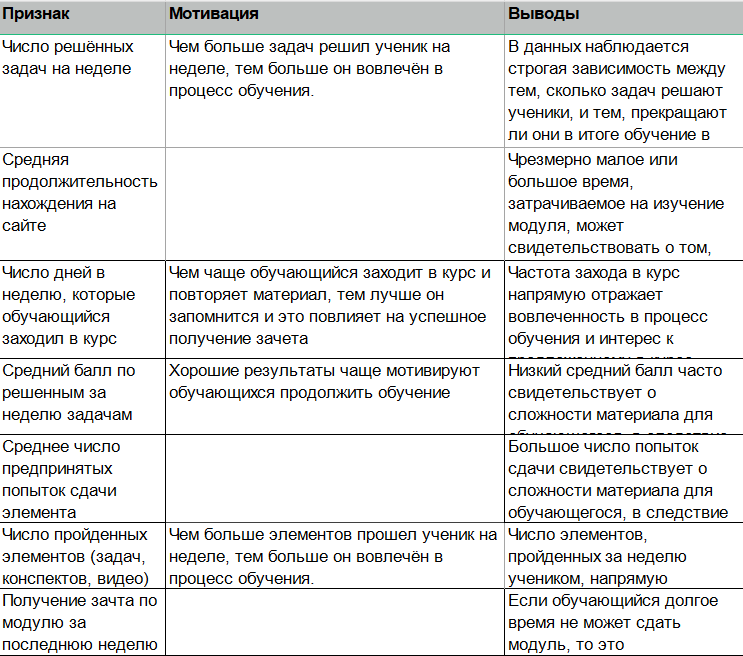 Признак Мотивация Выводы
Число решённых
задач на неделе
Чем больше задач решил ученик на
неделе, тем больше он вовлечён в
процесс обучения.
В данных наблюдается
строгая зависимость между
тем, сколько задач решают
ученики, и тем, прекращают
ли они в итоге обучение в
Средняя
продолжительность
нахождения на
сайте
Чрезмерно малое или
большое время,
затрачиваемое на изучение
модуля, может
свидетельствовать о том,
Число дней в
неделю, которые
обучающийся
заходил в курс
Чем чаще обучающийся заходит в курс и
повторяет материал, тем лучше он
запомнится и это повлияет на успешное
получение зачета
Частота захода в курс
напрямую отражает
вовлеченность в процесс
обучения и интерес к
Средний балл по
решенным за
неделю задачам
Хорошие результаты чаще мотивируют
обучающихся продолжить обучение
Низкий средний балл часто
свидетельствует о
сложности материала для
Среднее число
предпринятых
попыток сдачи
элемента
Большое число попыток
сдачи свидетельствует о
сложности материала для
обучающегося, в следствие
Число пройденных
элементов (задач,
конспектов, видео)
Чем больше элементов прошел ученик на
неделе, тем больше он вовлечён в
процесс обучения.
Число элементов,
пройденных за неделю
учеником, напрямую
Получение зачта по
модулю за
последнюю неделю
Если обучающийся долгое
время не может сдать
модуль, то это